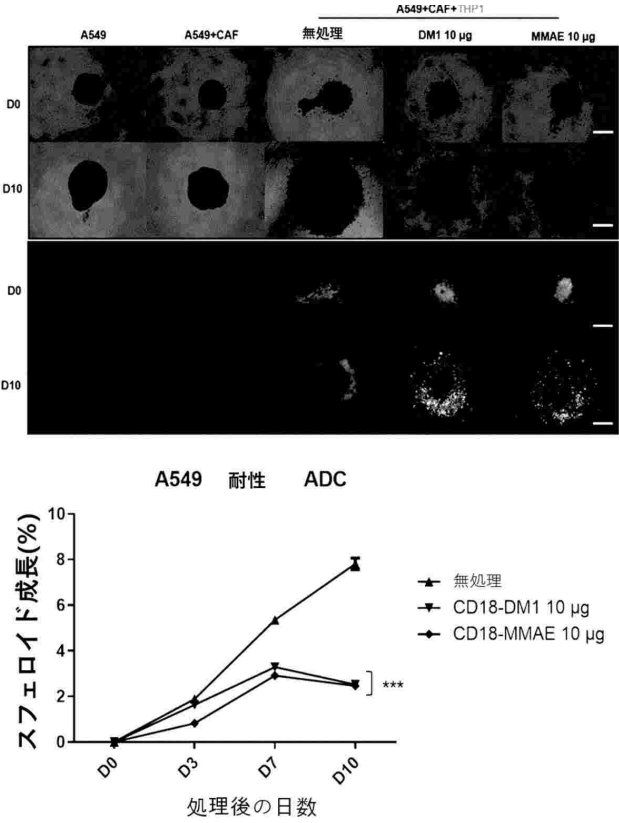 A549+CAF+THP1
A549 A549+CAF 無処理 DM1 10 µg MMAE 10 µg
D0
D10
D0
D10
A549 耐性 ADC
スフェロイド成長(%)
10
8
6
4
2
0
D0 D3 D7 D10
処理後の日数
無処理
CD18-DM1 10 µg
CD18-MMAE 10 µg
***